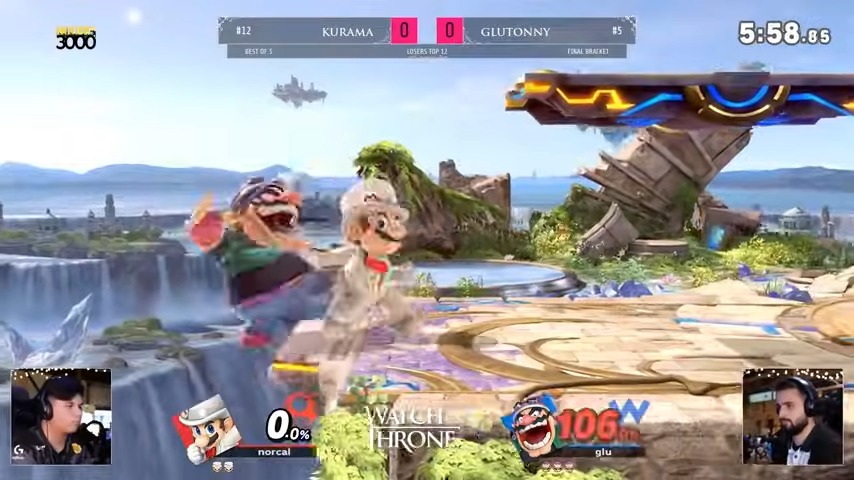 3000
#12 KURAMA 0 0 GLUTONNY #5
BEST OF 5 LOSERS TOP 12 FINAL BRACKET
5:58.85
WATCH
THRONE
0.0%
norcal
106
glu